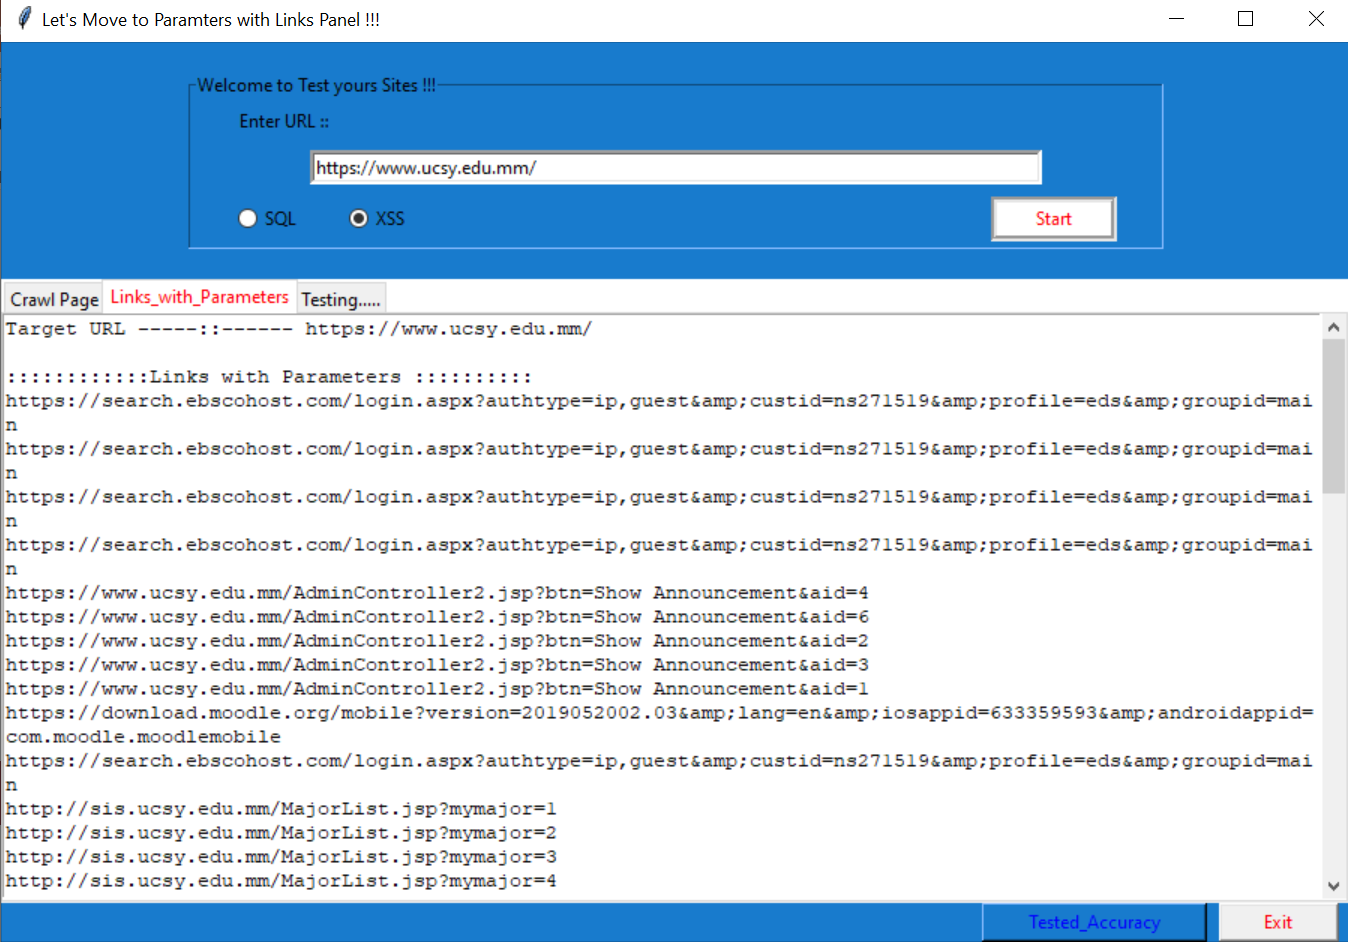 Let's Move to Paramters with Links Panel !!!
Welcome to Test yours Sites !!!
Enter URL ::
https://www.ucsy.edu.mm/
SQL XSS Start
Crawl Page Links_with_Parameters Testing.....
Target URL -----::------ https://www.ucsy.edu.mm/
::::::::::::Links with Parameters ::::::::::
https://search.ebscohost.com/login.aspx?authtype=ip,guest&amp;custid=ns271519&amp;profile=eds&amp;groupid=mai
n
https://search.ebscohost.com/login.aspx?authtype=ip,guest&amp;custid=ns271519&amp;profile=eds&amp;groupid=mai
n
https://search.ebscohost.com/login.aspx?authtype=ip,guest&amp;custid=ns271519&amp;profile=eds&amp;groupid=mai
n
https://search.ebscohost.com/login.aspx?authtype=ip,guest&amp;custid=ns271519&amp;profile=eds&amp;groupid=mai
n
https://www.ucsy.edu.mm/AdminController2.jsp?btn=Show Announcement&aid=4
https://www.ucsy.edu.mm/AdminController2.jsp?btn=Show Announcement&aid=6
https://www.ucsy.edu.mm/AdminController2.jsp?btn=Show Announcement&aid=2
https://www.ucsy.edu.mm/AdminController2.jsp?btn=Show Announcement&aid=3
https://www.ucsy.edu.mm/AdminController2.jsp?btn=Show Announcement&aid=1
https://download.moodle.org/mobile?version=2019052002.03&amp;lang=en&amp;iosappid=633359593&amp;androidappid=
com.moodle.moodlemobile
https://search.ebscohost.com/login.aspx?authtype=ip,guest&amp;custid=ns271519&amp;profile=eds&amp;groupid=mai
n
http://sis.ucsy.edu.mm/MajorList.jsp?mymajor=1
http://sis.ucsy.edu.mm/MajorList.jsp?mymajor=2
http://sis.ucsy.edu.mm/MajorList.jsp?mymajor=3
http://sis.ucsy.edu.mm/MajorList.jsp?mymajor=4
Tested_Accuracy Exit